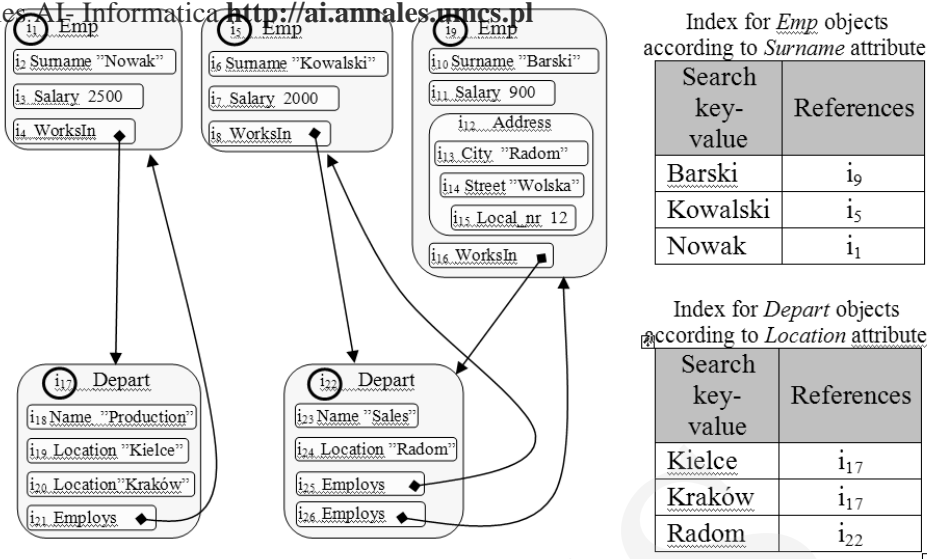 es AI- Informatica http://ai.annales.umcs.pl
i1 Emp
i2 Surname ”Nowak”
i3 Salary 2500
i4 WorksIn
i5 Emp
i6 Surname ”Kowalski”
i7 Salary 2000
i8 WorksIn
i9 Emp
i10 Surname ”Barski”
i11 Salary 900
i12 Address
i13 City ”Radom”
i14 Street ”Wolska”
i15 Local_nr 12
i16 WorksIn
i17 Depart
i18 Name ”Production”
i19 Location ”Kielce”
i20 Location”Kraków”
i21 Employs
i22 Depart
i23 Name ”Sales”
i24 Location ”Radom”
i25 Employs
i26 Employs
Index for Emp objects
according to Surname attribute
Search
key-
value
References
Barski i9
Kowalski i5
Nowak i1
Index for Depart objects
according to Location attribute
Search
key-
value
References
Kielce i17
Kraków i17
Radom i22